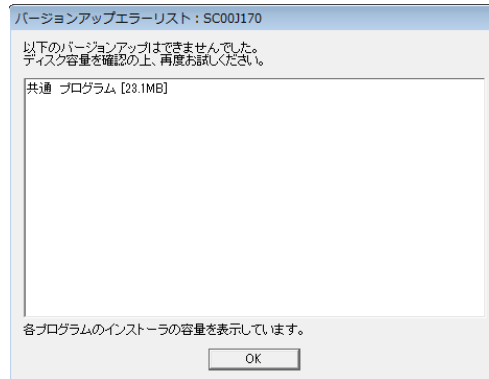 バージョンアップエラーリスト：SC00J170
以下のバージョンアップはできませんでした。
ディスク容量を確認の上、再度お試しください。
共通 プログラム [23.1MB]
各プログラムのインストーラの容量を表示しています。
OK